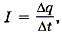 I = Δq/Δt,